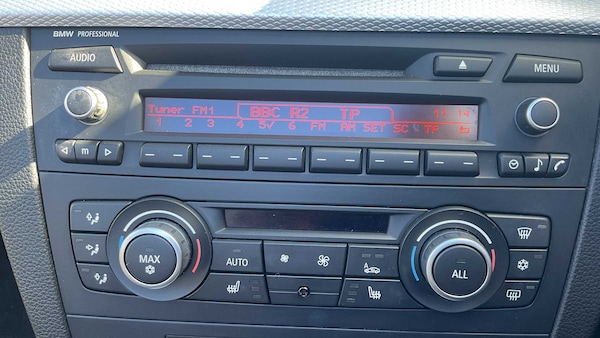 BMW PROFESSIONAL
AUDIO
MENU
Tuner FM1 BBC R2 TP
1 2 3 4 5 6 FM AM SET SC TP
m
AUTO
MAX
ALL